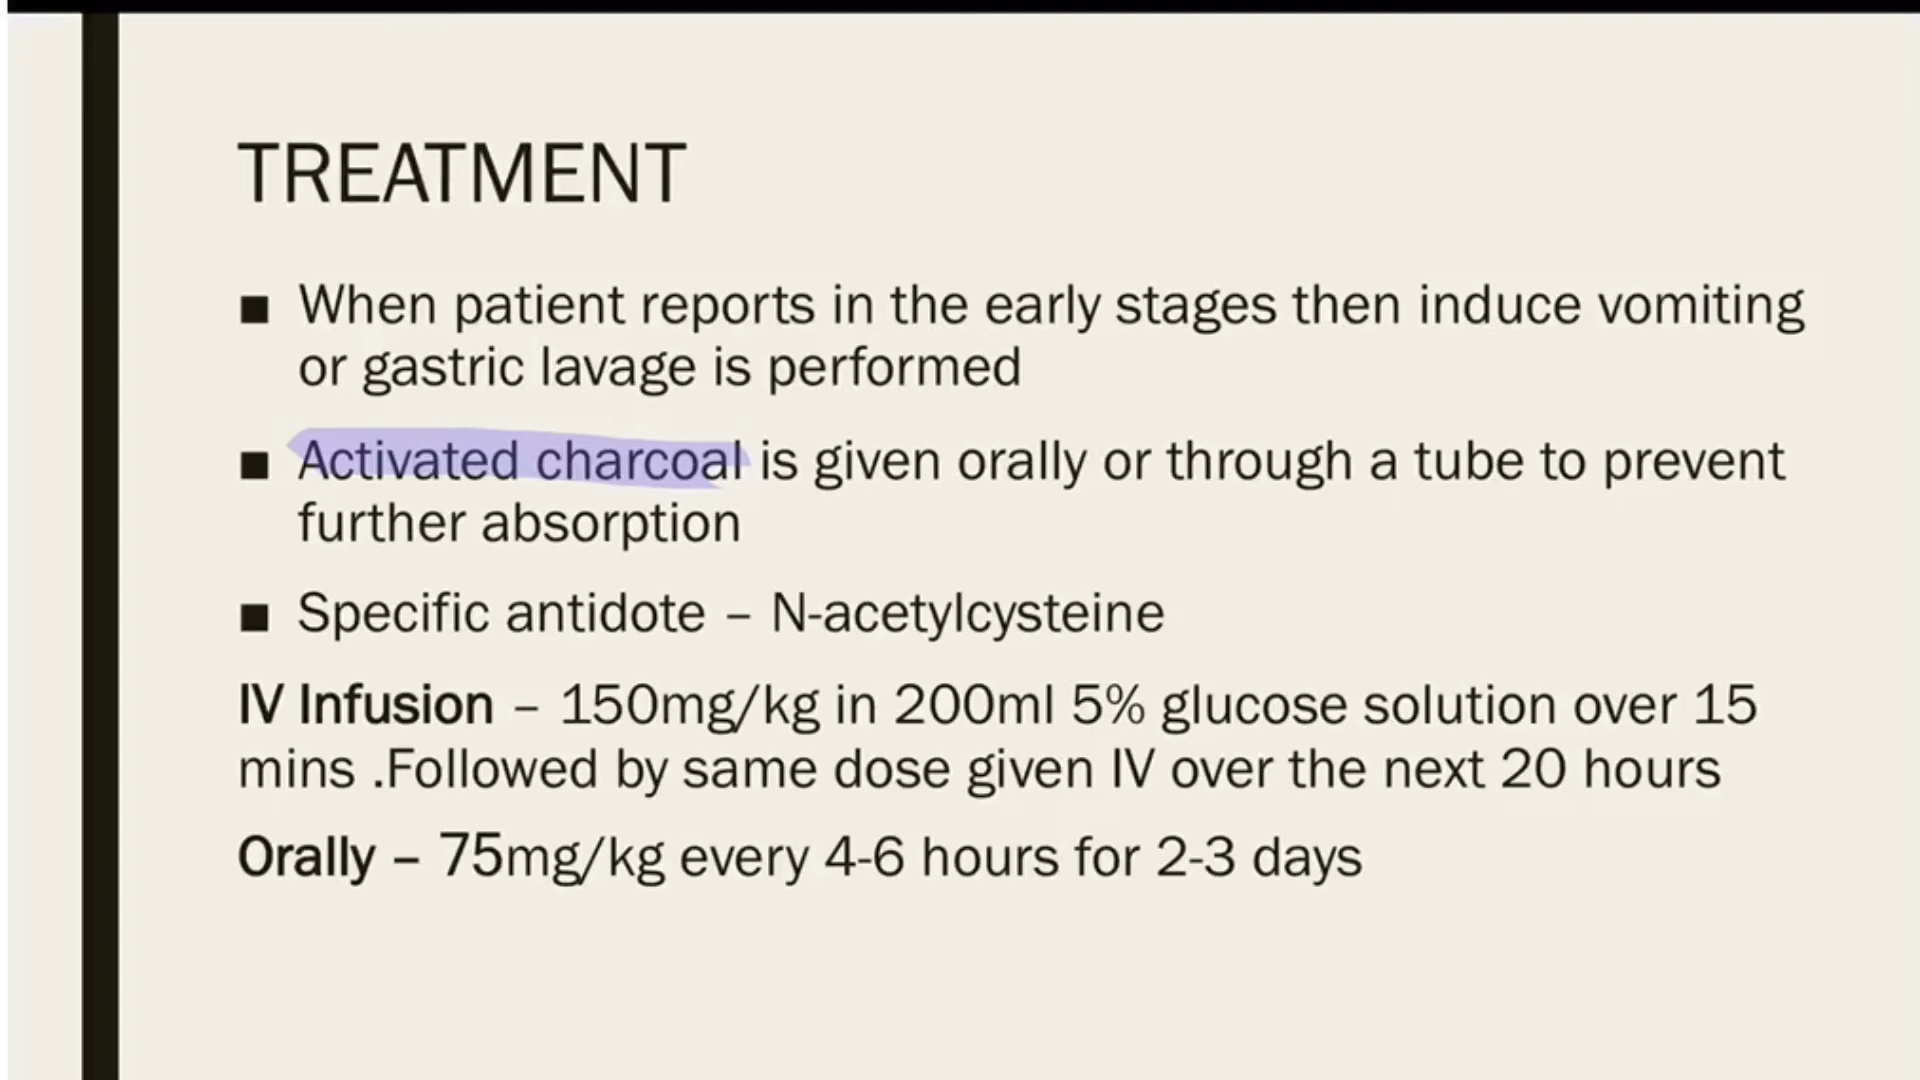 TREATMENT
■ When patient reports in the early stages then induce vomiting
or gastric lavage is performed
■ Activated charcoal is given orally or through a tube to prevent
further absorption
■ Specific antidote – N-acetylcysteine
IV Infusion – 150mg/kg in 200ml 5% glucose solution over 15
mins .Followed by same dose given IV over the next 20 hours
Orally – 75mg/kg every 4-6 hours for 2-3 days